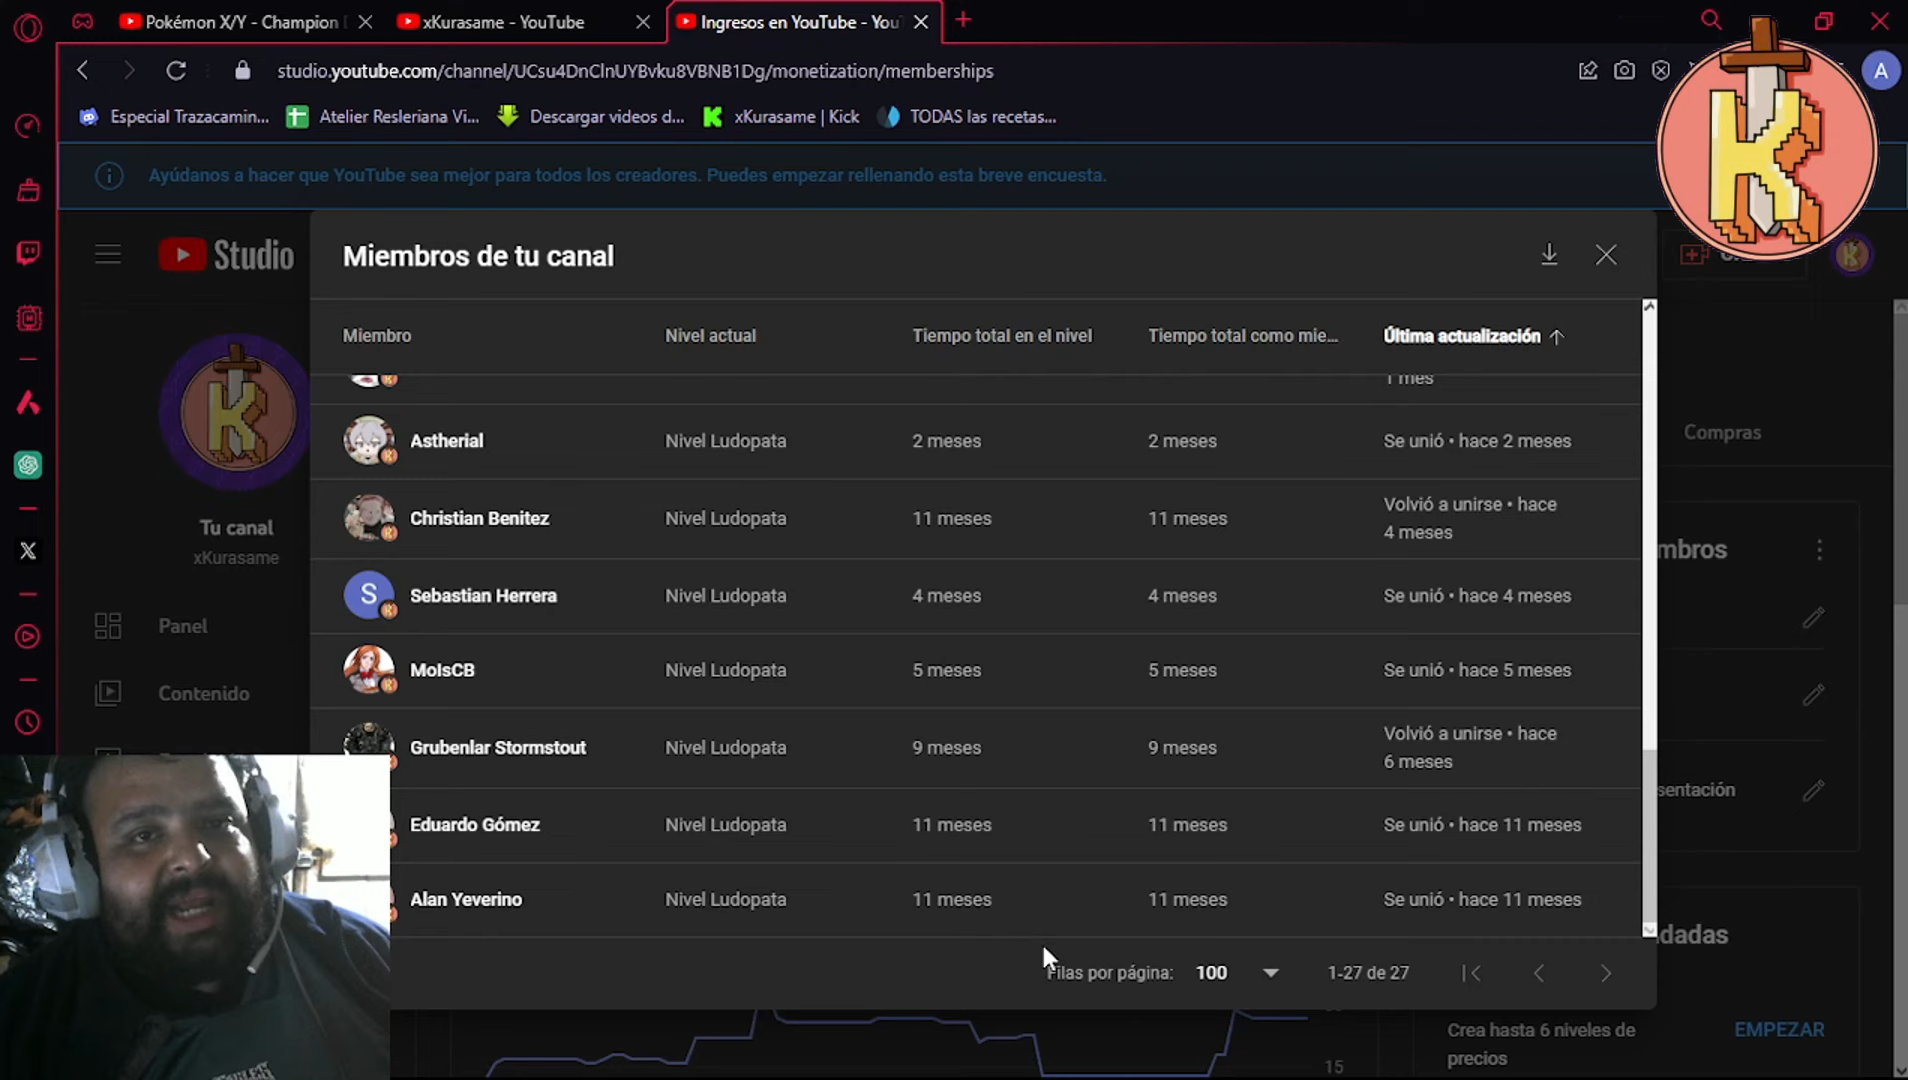 Pokémon X/Y - Champion
xKurasame - YouTube
Ingresos en YouTube - You
studio.youtube.com/channel/UCsu4DnClnUYBvku8VBNB1Dg/monetization/memberships
A
Especial Trazacamin...
Atelier Resleriana Vi...
Descargar videos d...
xKurasame | Kick
TODAS las recetas...
Ayúdanos a hacer que YouTube sea mejor para todos los creadores. Puedes empezar rellenando esta breve encuesta.
Studio
Miembros de tu canal
Miembro
Nivel actual
Tiempo total en el nivel
Tiempo total como mie...
Última actualización
1 mes
Astherial
Nivel Ludopata
2 meses
2 meses
Se unió • hace 2 meses
Christian Benitez
Nivel Ludopata
11 meses
11 meses
Volvió a unirse • hace
4 meses
S
Sebastian Herrera
Nivel Ludopata
4 meses
4 meses
Se unió • hace 4 meses
MoIsCB
Nivel Ludopata
5 meses
5 meses
Se unió • hace 5 meses
Grubenlar Stormstout
Nivel Ludopata
9 meses
9 meses
Volvió a unirse • hace
6 meses
Eduardo Gómez
Nivel Ludopata
11 meses
11 meses
Se unió • hace 11 meses
Alan Yeverino
Nivel Ludopata
11 meses
11 meses
Se unió • hace 11 meses
Filas por página:
100
1-27 de 27
Tu canal
xKurasame
Panel
Contenido
Compras
mbros
sentación
dadas
Crea hasta 6 niveles de
precios
EMPEZAR
15
K